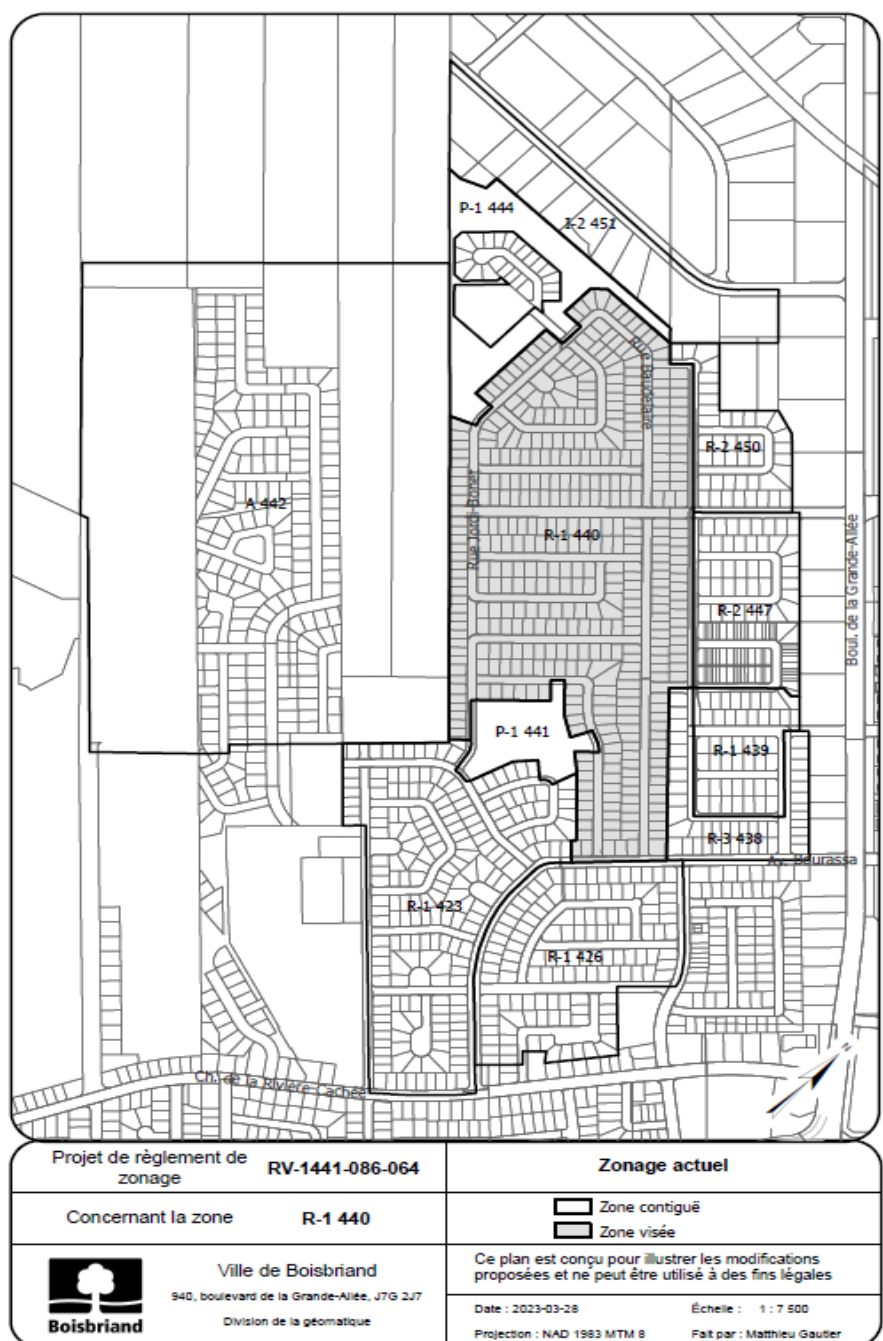 P-1 444
I-2 451
Rue Baudelaire
R-2 450
A 442
Rue Jordi-Bonet
R-1 440
Boul. de la Grande-Allée
R-2 447
P-1 441
R-1 439
R-3 438
Av. Bourassa
R-1 423
R-1 426
Ch. de la Rivière-Cachée
N
Projet de règlement de zonage RV-1441-086-064
Zonage actuel
Concernant la zone R-1 440
Zone contiguë
Zone visée
Boisbriand
Ville de Boisbriand
940, boulevard de la Grande-Allée, J7G 2J7
Division de la géomatique
Ce plan est conçu pour illustrer les modifications
proposées et ne peut être utilisé à des fins légales
Date : 2023-03-28 Échelle : 1 : 7 500
Projection : NAD 1983 MTM 8 Fait par : Matthieu Gautier